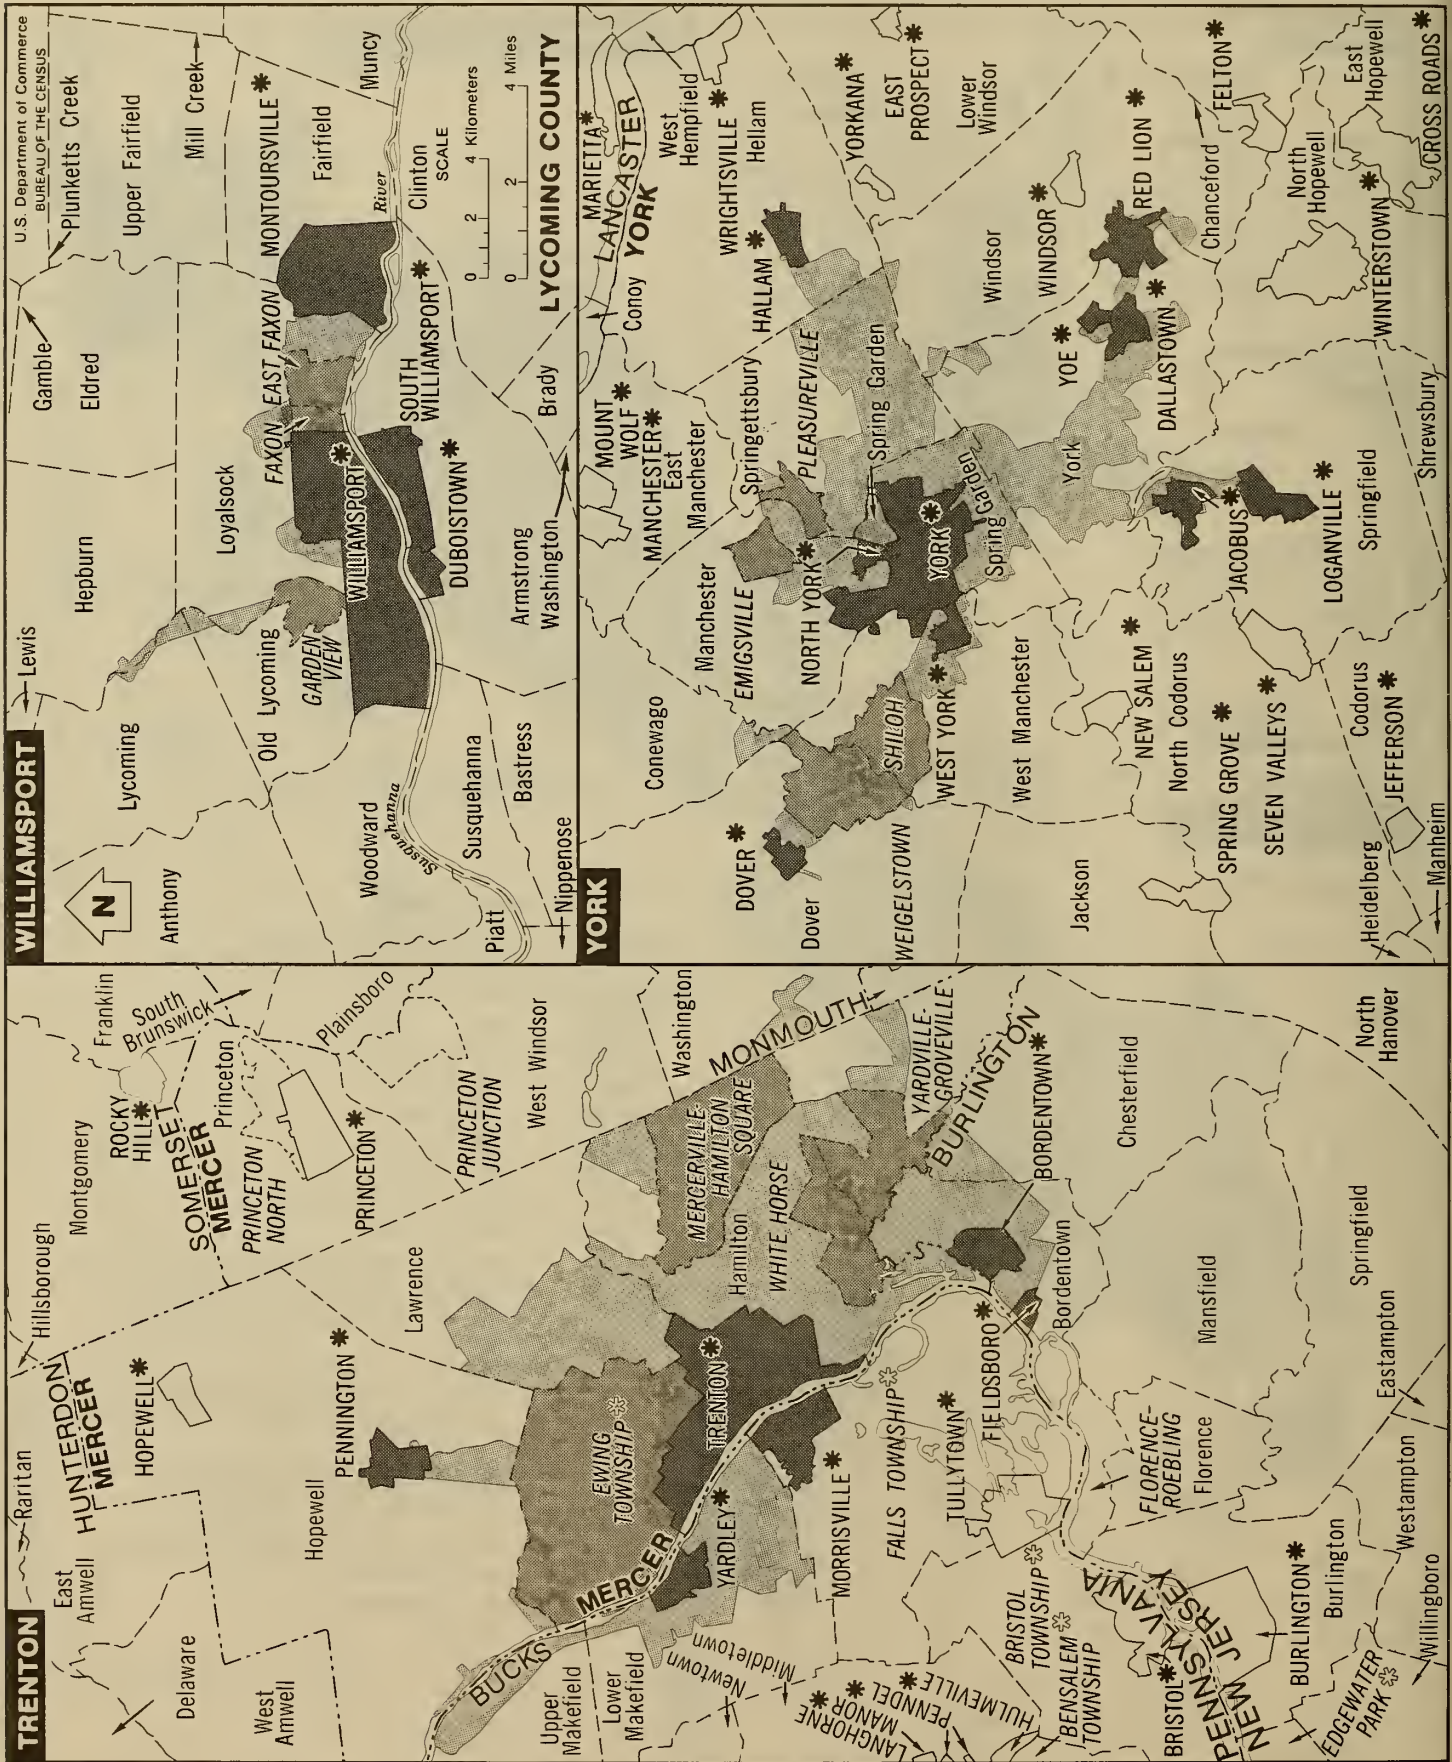 U.S. Department of Commerce
BUREAU OF THE CENSUS
WILLIAMSPORT
N
Lewis
Gamble
Plunketts Creek
Lycoming
Hepburn
Eldred
Upper Fairfield
Mill Creek
Anthony
Old Lycoming
Loyalsock
GARDEN
VIEW
FAXON
EAST FAXON
MONTOURSVILLE
Fairfield
Muncy
Woodward
WILLIAMSPORT
River
Susquehanna
Clinton
SOUTH
WILLIAMSPORT
DUBOISTOWN
Susquehanna
Piatt
Bastress
Nippenose
Armstrong
Washington
Brady
SCALE
0 2 4 Kilometers
0 2 4 Miles
LYCOMING COUNTY
YORK
MARIETTA
LANCASTER
YORK
Conoy
West
Hempfield
MOUNT
WOLF
MANCHESTER
East
Manchester
Conewago
Manchester
EMIGSVILLE
Springettsbury
PLEASUREVILLE
HALLAM
WRIGHTSVILLE
Hellam
YORKANA
EAST
PROSPECT
Lower
Windsor
DOVER
Dover
WEIGELSTOWN
SHILOH
NORTH YORK
Spring Garden
WEST YORK
YORK
Spring Garden
Windsor
WINDSOR
West Manchester
York
YOE
RED LION
DALLASTOWN
Chanceford
FELTON
Jackson
NEW SALEM
North Codorus
SPRING GROVE
SEVEN VALLEYS
JACOBUS
LOGANVILLE
Springfield
North
Hopewell
East
Hopewell
WINTERSTOWN
CROSS ROADS
Shrewsbury
Codorus
JEFFERSON
Heidelberg
Manheim
TRENTON
Raritan
Hillsborough
East
Amwell
HUNTERDON
MERCER
Montgomery
Franklin
South
Brunswick
ROCKY
HILL
SOMERSET
MERCER
Princeton
PRINCETON
NORTH
Plainsboro
Delaware
HOPEWELL
West
Amwell
Hopewell
PENNINGTON
PRINCETON
Lawrence
PRINCETON
JUNCTION
West Windsor
BUCKS
MERCER
EWING
TOWNSHIP
Upper
Makefield
Lower
Makefield
YARDLEY
TRENTON
MERCERVILLE-
HAMILTON
SQUARE
Washington
MONMOUTH
Hamilton
WHITE HORSE
Newtown
Middletown
MORRISVILLE
LANGHORNE
MANOR
PENNDEL
HULMEVILLE
FALLS TOWNSHIP
TULLYTOWN
YARDVILLE-
GROVEVILLE
BURLINGTON
FIELDSBORO
BORDENTOWN
Bordentown
BRISTOL
TOWNSHIP
BENSALEM
TOWNSHIP
Chesterfield
FLORENCE-
ROEBLING
Florence
Mansfield
BRISTOL
PENNSYLVANIA
NEW JERSEY
BURLINGTON
Burlington
EDGEWATER
PARK
Willingboro
Westampton
Eastampton
Springfield
North
Hanover